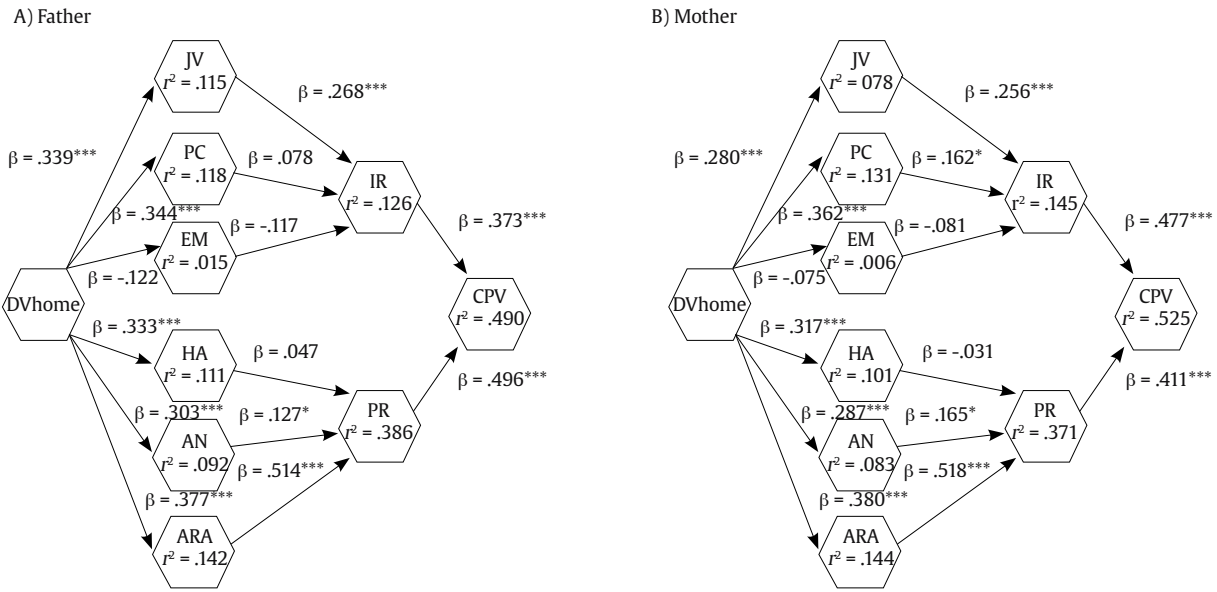 A) Father
JV
r² = .115
β = .268***
β = .339***
PC
r² = .118
β = .078
IR
r² = .126
β = .344***
EM
r² = .015
β = -.117
β = .373***
β = -.122
DVhome
CPV
r² = .490
β = .333***
HA
r² = .111
β = .047
β = .496***
β = .303***
AN
r² = .092
β = .127*
PR
r² = .386
β = .514***
β = .377***
ARA
r² = .142
B) Mother
JV
r² = 078
β = .256***
β = .280***
PC
r² = .131
β = .162*
IR
r² = .145
β = .362***
EM
r² = .006
β = -.081
β = .477***
β = -.075
DVhome
CPV
r² = .525
β = .317***
HA
r² = .101
β = -.031
β = .411***
β = .287***
AN
r² = .083
β = .165*
PR
r² = .371
β = .518***
β = .380***
ARA
r² = .144